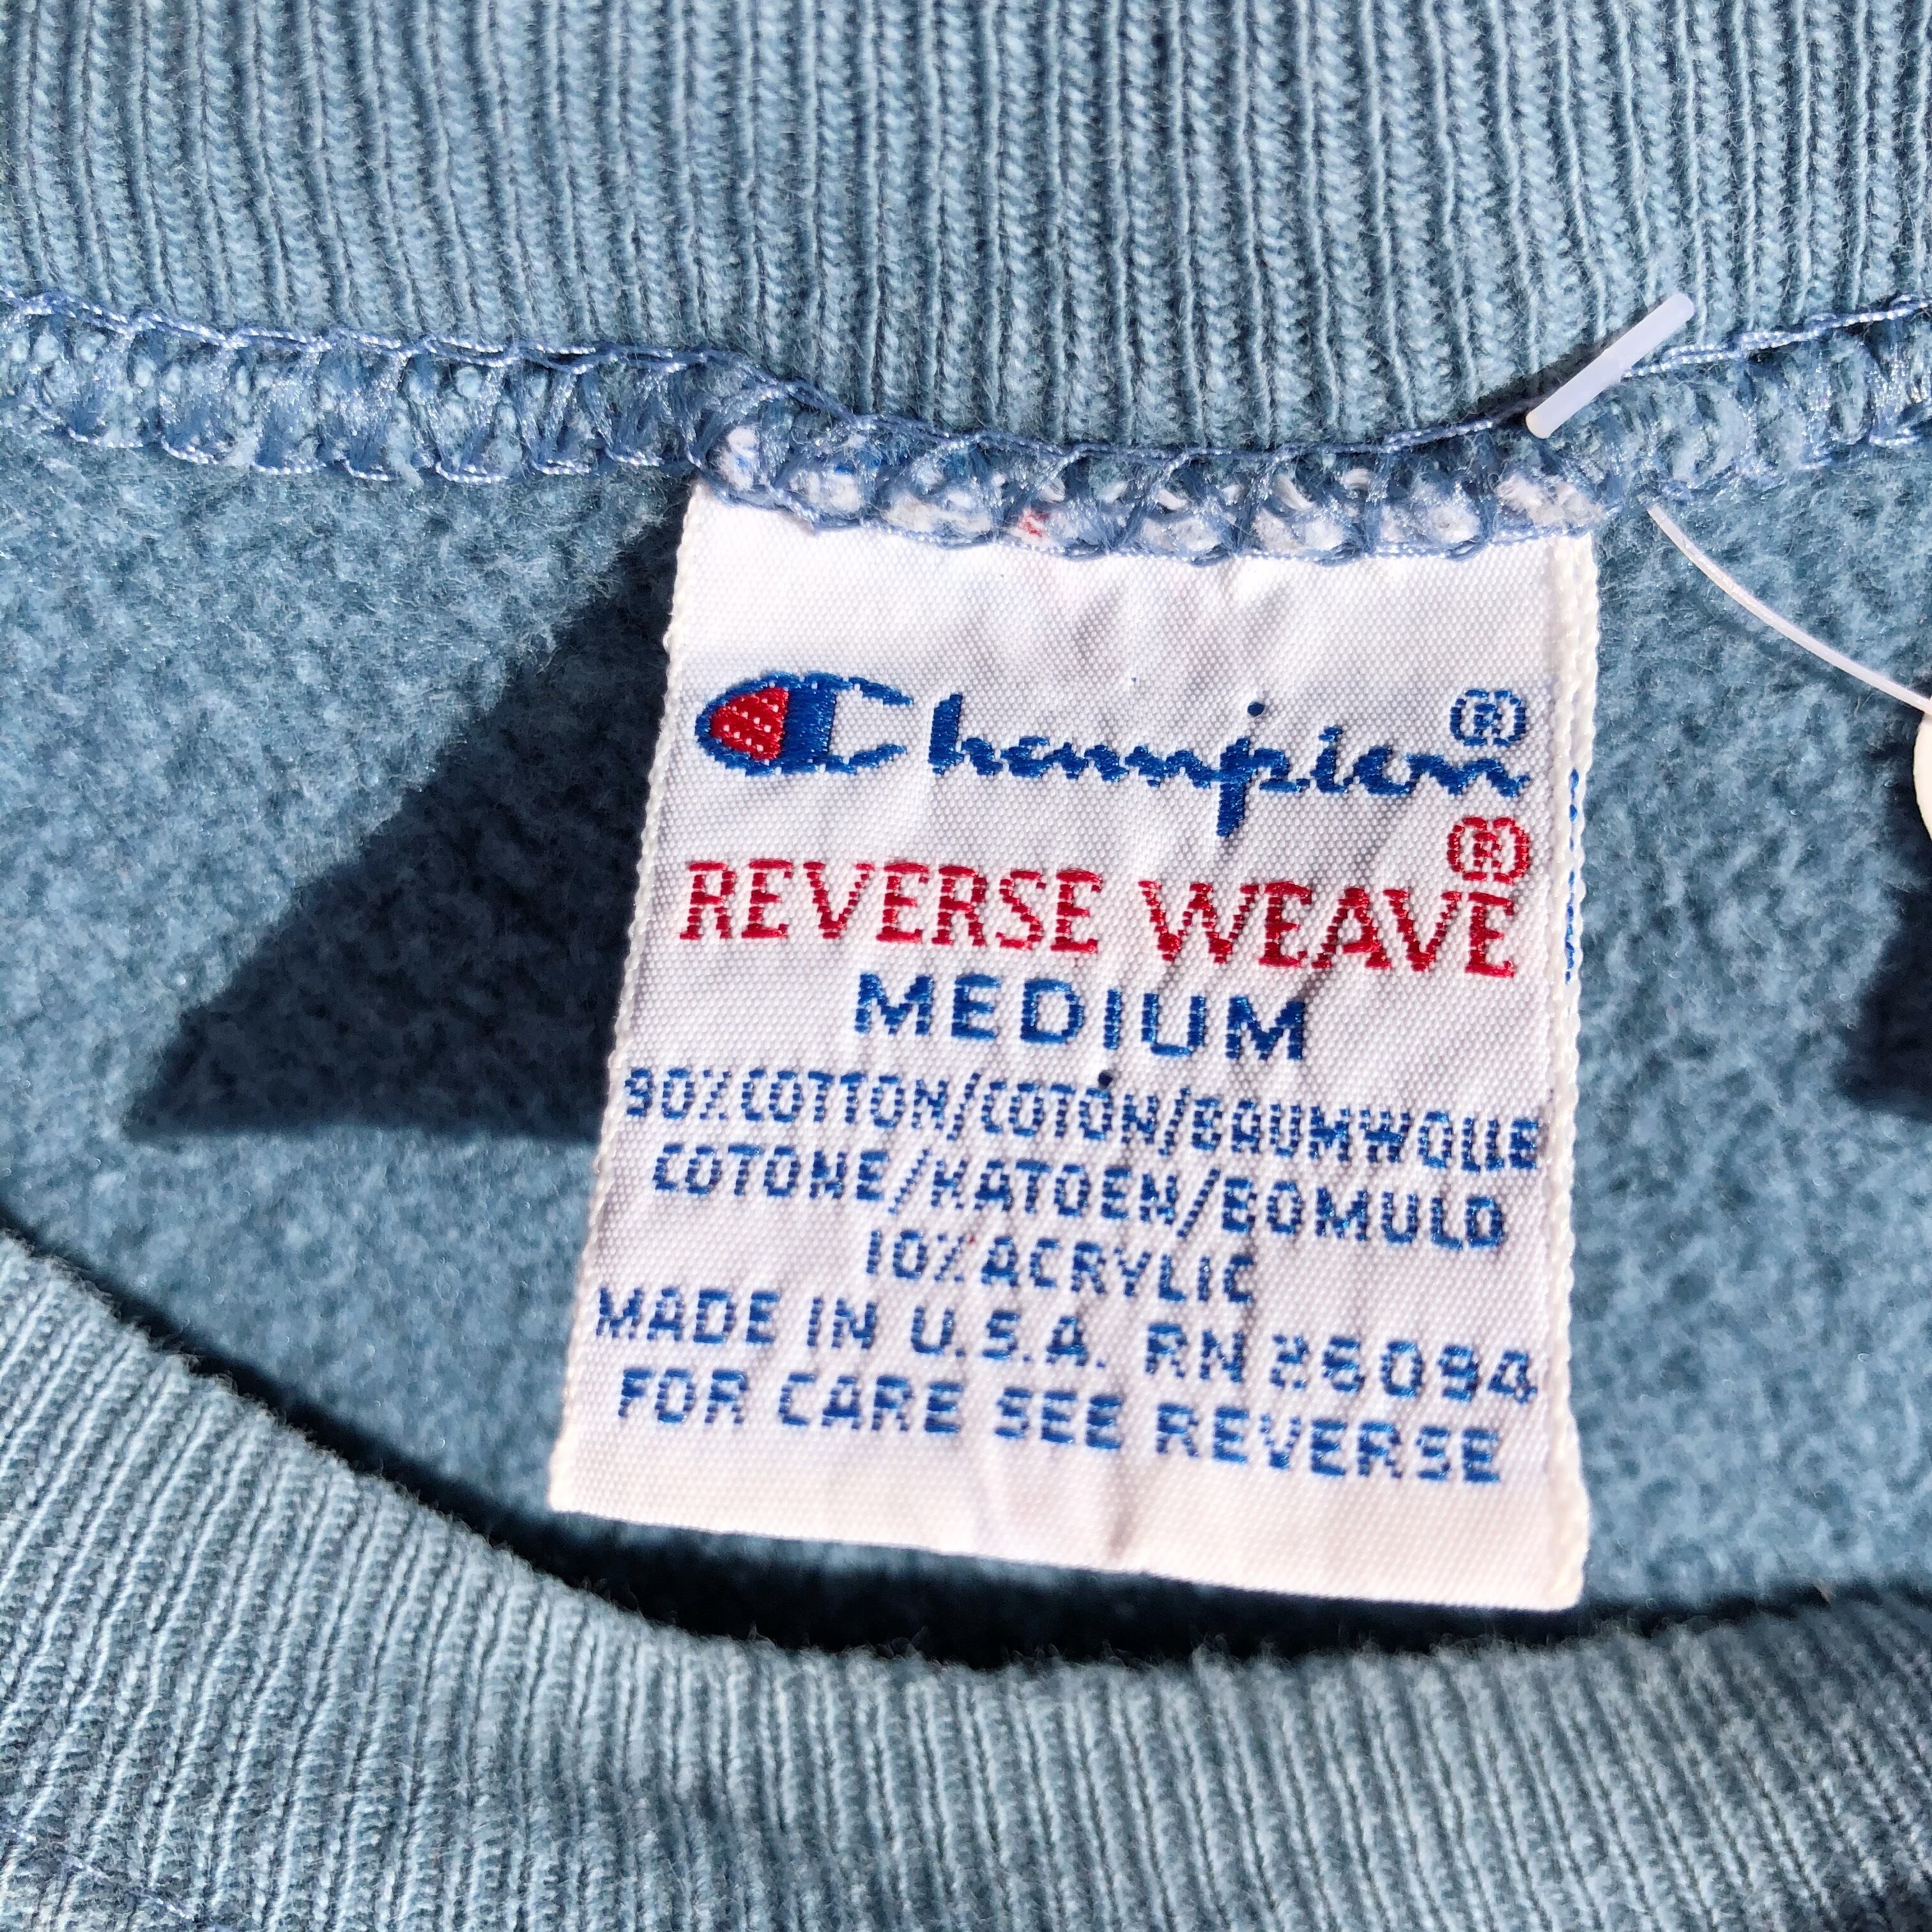 Champion®
REVERSE WEAVE®
MEDIUM
90% COTTON/COTON/BAUMWOLLE
COTONE/KATOEN/BOMULD
10% ACRYLIC
MADE IN U.S.A. RN 26094
FOR CARE SEE REVERSE